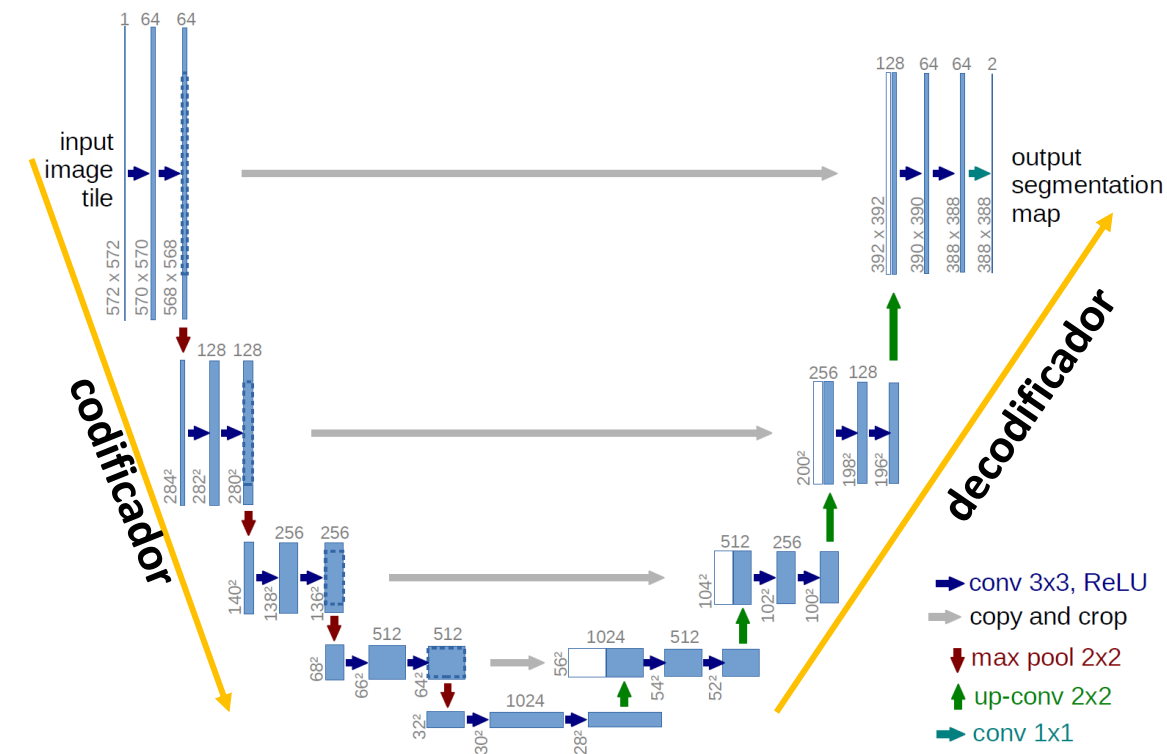 1 64 64
128 64 64 2
input
image
tile
output
segmentation
map
572 x 572
570 x 570
568 x 568
392 x 392
390 x 390
388 x 388
388 x 388
codificador
decodificador
128 128
256 128
284²
282²
280²
200²
198²
196²
256 256
512 256
140²
138²
136²
104²
102²
100²
512 512
1024 512
68²
66²
64²
56²
54²
52²
1024
32²
30²
28²
conv 3x3, ReLU
copy and crop
max pool 2x2
up-conv 2x2
conv 1x1